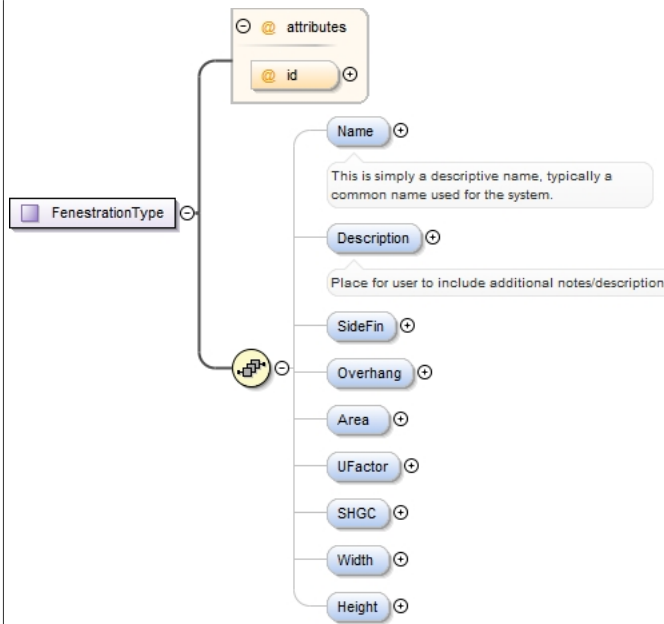 @ attributes
@ id
Name
This is simply a descriptive name, typically a
common name used for the system.
FenestrationType
Description
Place for user to include additional notes/description
SideFin
Overhang
Area
UFactor
SHGC
Width
Height